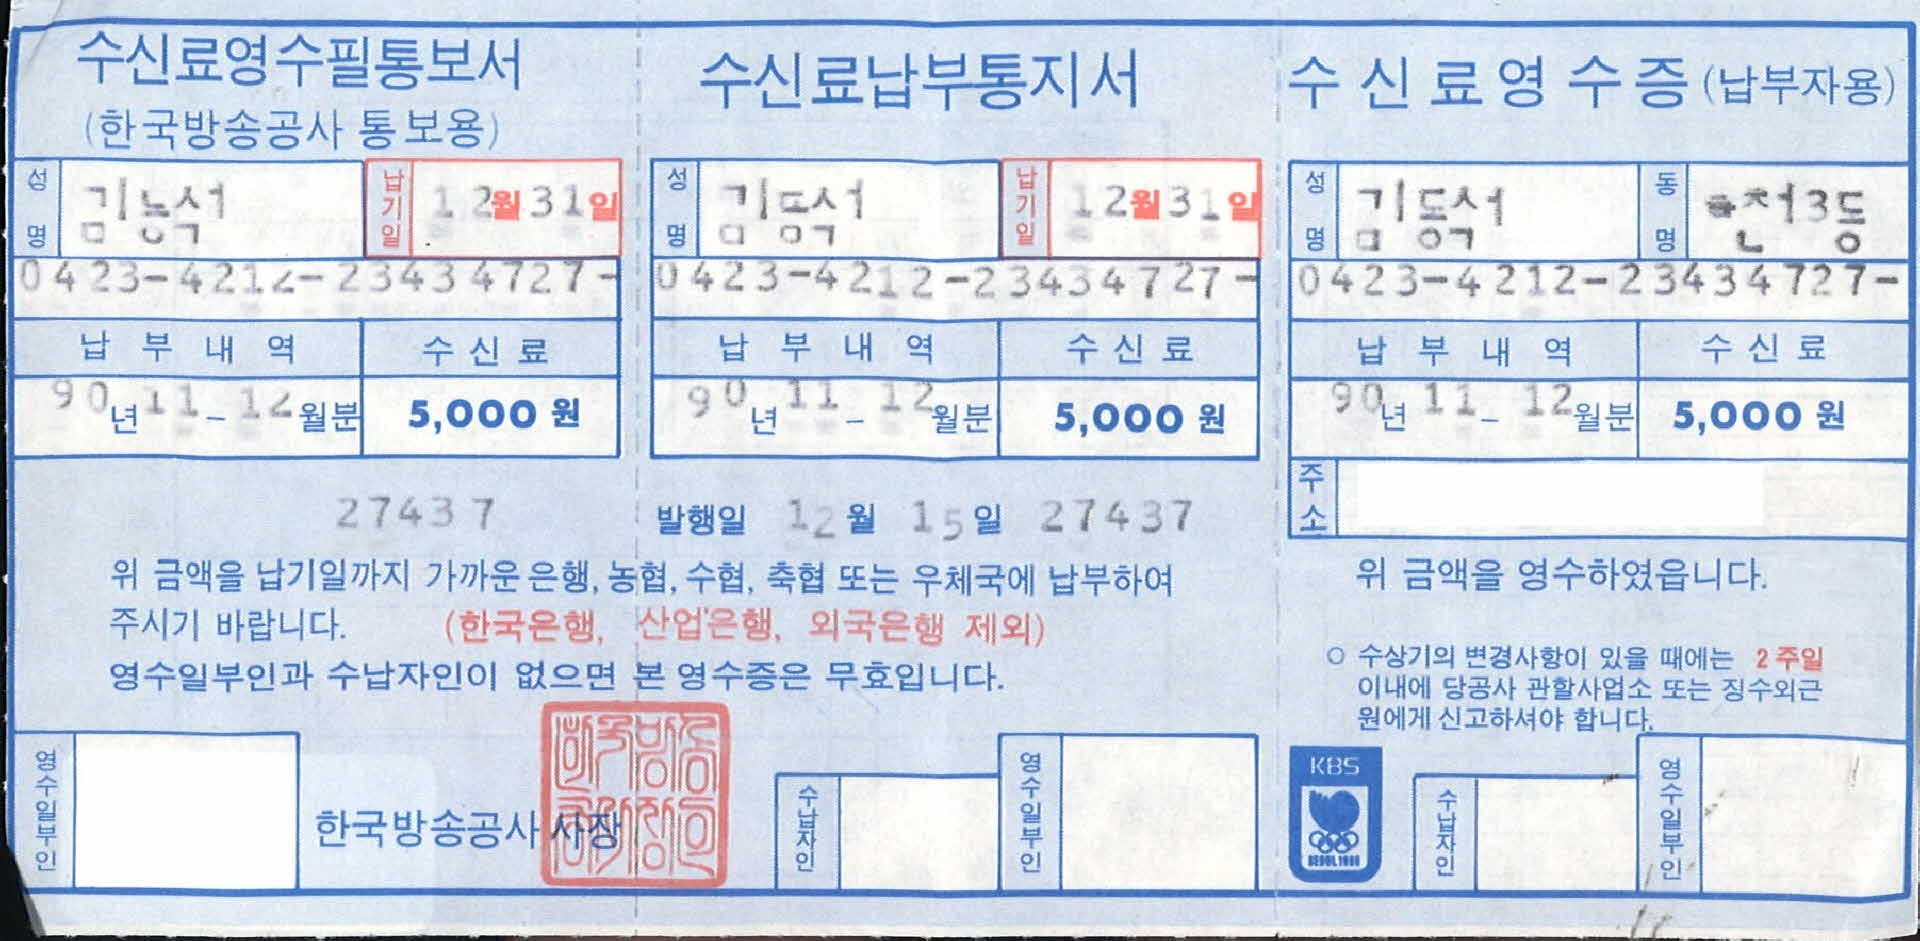 수신료영수필통보서
(한국방송공사 통보용)
성명 김동석 납기일 12월31일
0423-4212-23434727-
납부내역 수신료
90년 11-12월분 5,000원
27437
수신료납부통지서
성명 김동석 납기일 12월31일
0423-4212-23434727-
납부내역 수신료
90년 11-12월분 5,000원
발행일 12월 15일 27437
위 금액을 납기일까지 가까운 은행, 농협, 수협, 축협 또는 우체국에 납부하여
주시기 바랍니다. (한국은행, 산업은행, 외국은행 제외)
영수일부인과 수납자인이 없으면 본 영수증은 무효입니다.
영수일부인
한국방송공사 사장
수납자인
영수일부인
수신료영수증(납부자용)
성명 김동석 동명
0423-4212-23434727-
납부내역 수신료
90년 11-12월분 5,000원
주소
위 금액을 영수하였읍니다.
○ 수상기의 변경사항이 있을 때에는 2주일
이내에 당공사 관할사업소 또는 징수외근
원에게 신고하셔야 합니다.
KBS
SEOUL 1988
수납자인
영수일부인